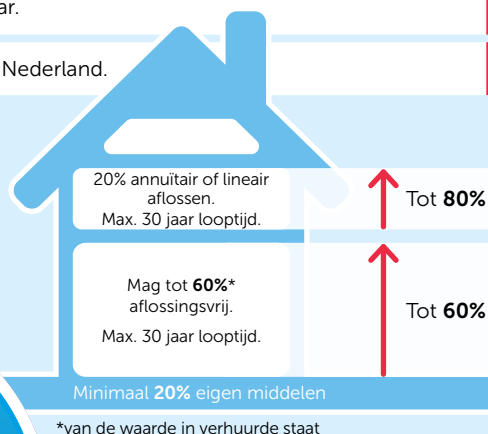 ar.
Nederland.
20% annuïtair of lineair
aflossen.
Max. 30 jaar looptijd.
Tot 80%
Mag tot 60%*
aflossingsvrij.
Max. 30 jaar looptijd.
Tot 60%
Minimaal 20% eigen middelen
*van de waarde in verhuurde staat